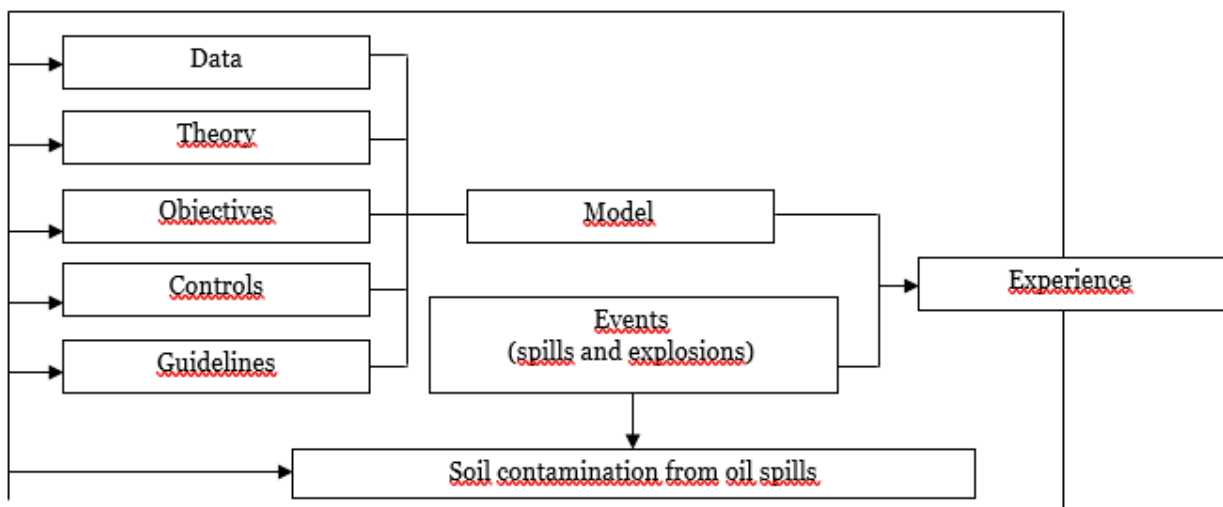 Data
Theory
Objectives
Model
Controls
Experience
Events
(spills and explosions)
Guidelines
Soil contamination from oil spills